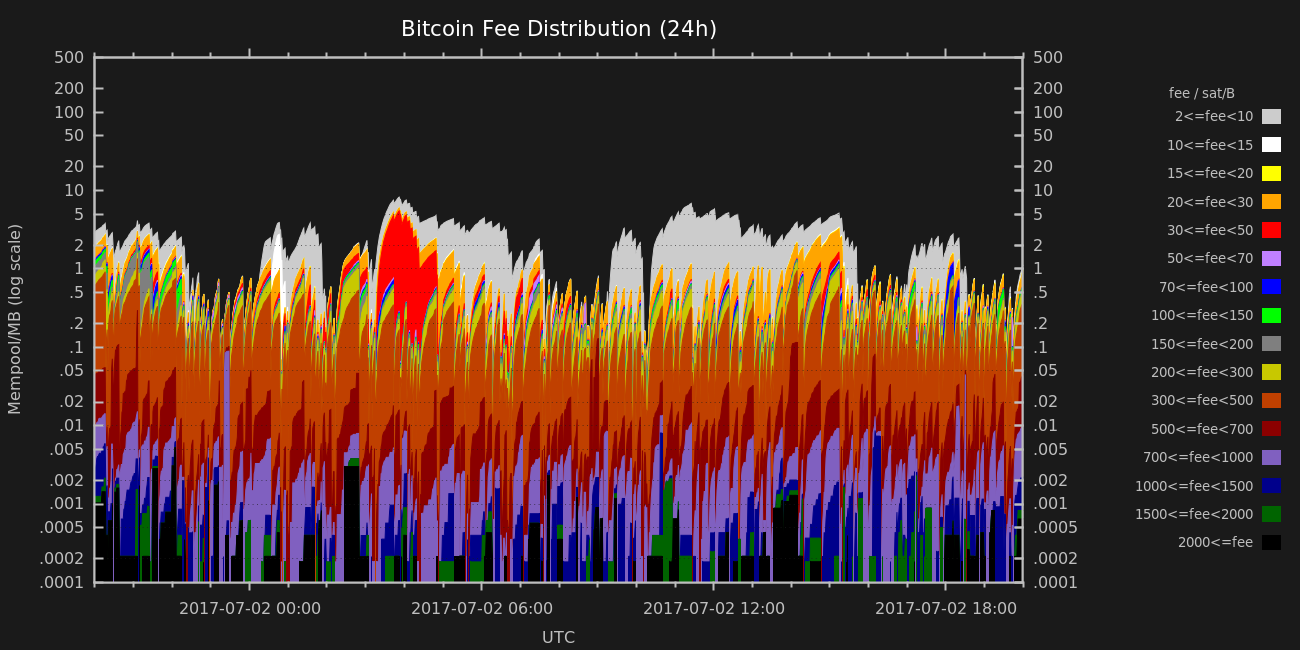 Bitcoin Fee Distribution (24h)
500 500
200 200
100 100
50 50
20 20
10 10
5 5
2 2
1 1
.5 .5
.2 .2
.1 .1
.05 .05
.02 .02
.01 .01
.005 .005
.002 .002
.001 .001
.0005 .0005
.0002 .0002
.0001 .0001
Mempool/MB (log scale)
2017-07-02 00:00 2017-07-02 06:00 2017-07-02 12:00 2017-07-02 18:00
UTC
fee / sat/B
2<=fee<10
10<=fee<15
15<=fee<20
20<=fee<30
30<=fee<50
50<=fee<70
70<=fee<100
100<=fee<150
150<=fee<200
200<=fee<300
300<=fee<500
500<=fee<700
700<=fee<1000
1000<=fee<1500
1500<=fee<2000
2000<=fee